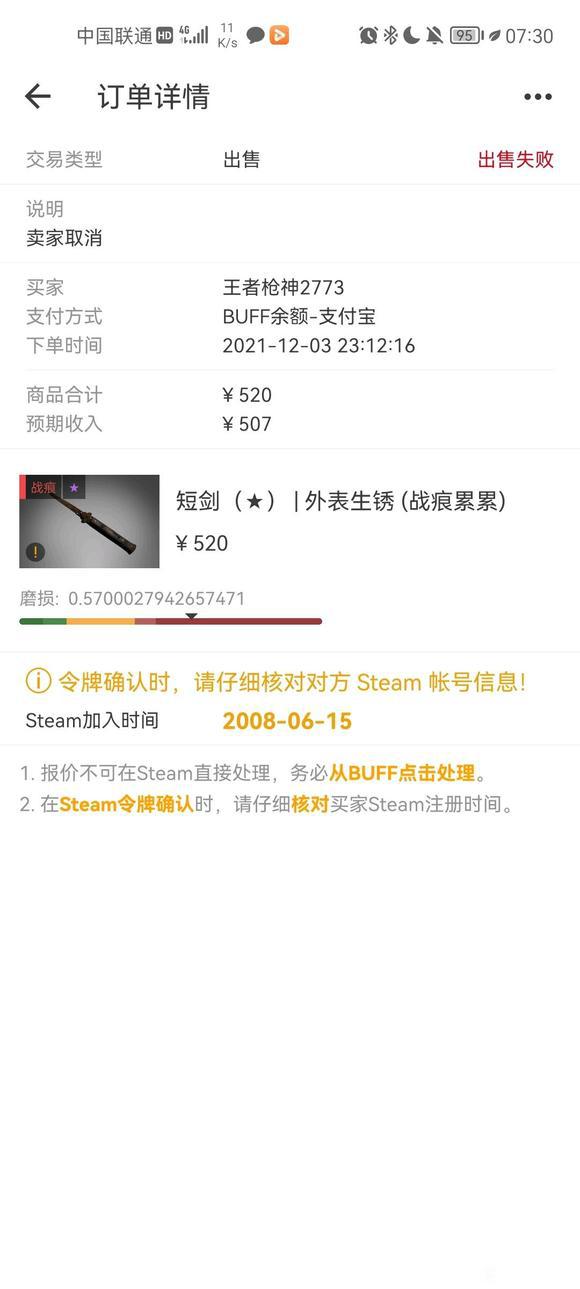 中国联通 HD 4G 11 K/s 95 07:30
订单详情
交易类型 出售 出售失败
说明
卖家取消
买家 王者枪神2773
支付方式 BUFF余额-支付宝
下单时间 2021-12-03 23:12:16
商品合计 ¥ 520
预期收入 ¥ 507
战痕 ★
短剑（★） | 外表生锈 (战痕累累)
¥ 520
磨损: 0.5700027942657471
令牌确认时，请仔细核对对方 Steam 帐号信息！
Steam加入时间 2008-06-15
1. 报价不可在Steam直接处理，务必从BUFF点击处理。
2. 在Steam令牌确认时，请仔细核对买家Steam注册时间。